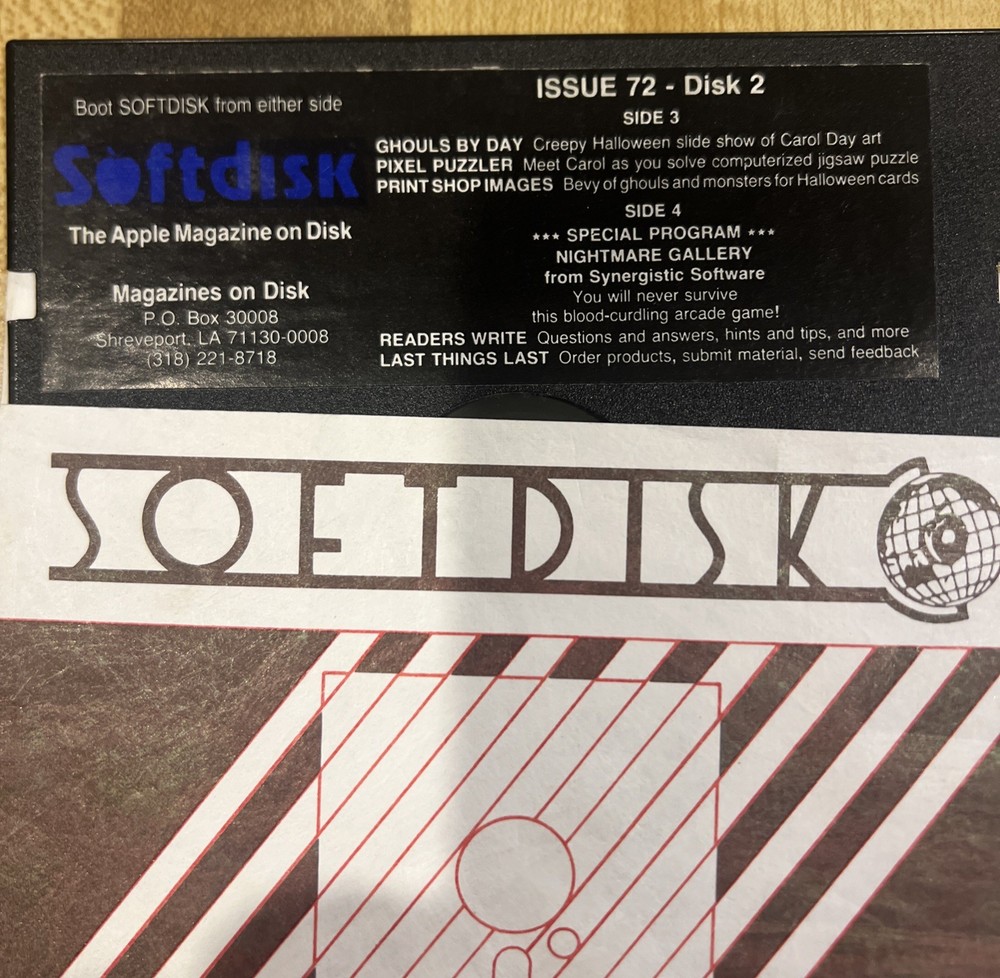 Boot SOFTDISK from either side
Softdisk
The Apple Magazine on Disk
Magazines on Disk
P.O. Box 30008
Shreveport, LA 71130-0008
(318) 221-8718
ISSUE 72 - Disk 2
SIDE 3
GHOULS BY DAY Creepy Halloween slide show of Carol Day art
PIXEL PUZZLER Meet Carol as you solve computerized jigsaw puzzle
PRINT SHOP IMAGES Bevy of ghouls and monsters for Halloween cards
SIDE 4
*** SPECIAL PROGRAM ***
NIGHTMARE GALLERY
from Synergistic Software
You will never survive
this blood-curdling arcade game!
READERS WRITE Questions and answers, hints and tips, and more
LAST THINGS LAST Order products, submit material, send feedback
SOFTDISK